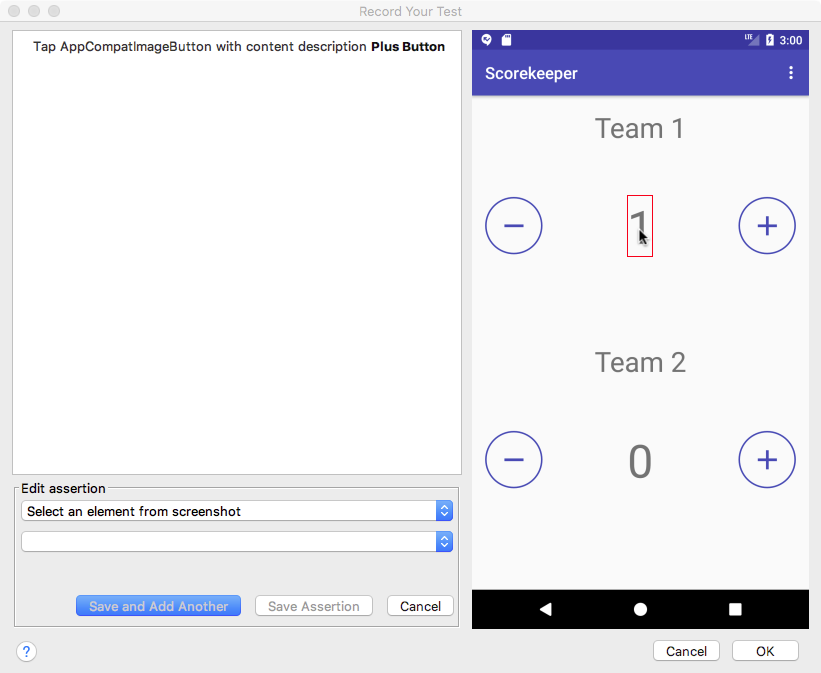 Record Your Test
Tap AppCompatImageButton with content description Plus Button
LTE 3:00
Scorekeeper
Team 1
1
Team 2
0
Edit assertion
Select an element from screenshot
Save and Add Another
Save Assertion
Cancel
?
Cancel
OK